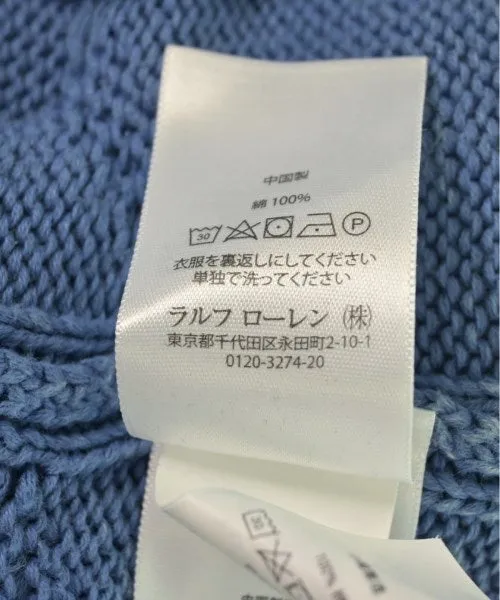 中国製
綿 100%
30 P
衣服を裏返しにしてください
単独で洗ってください
ラルフ ローレン (株)
東京都千代田区永田町2-10-1
0120-3274-20
30
100%